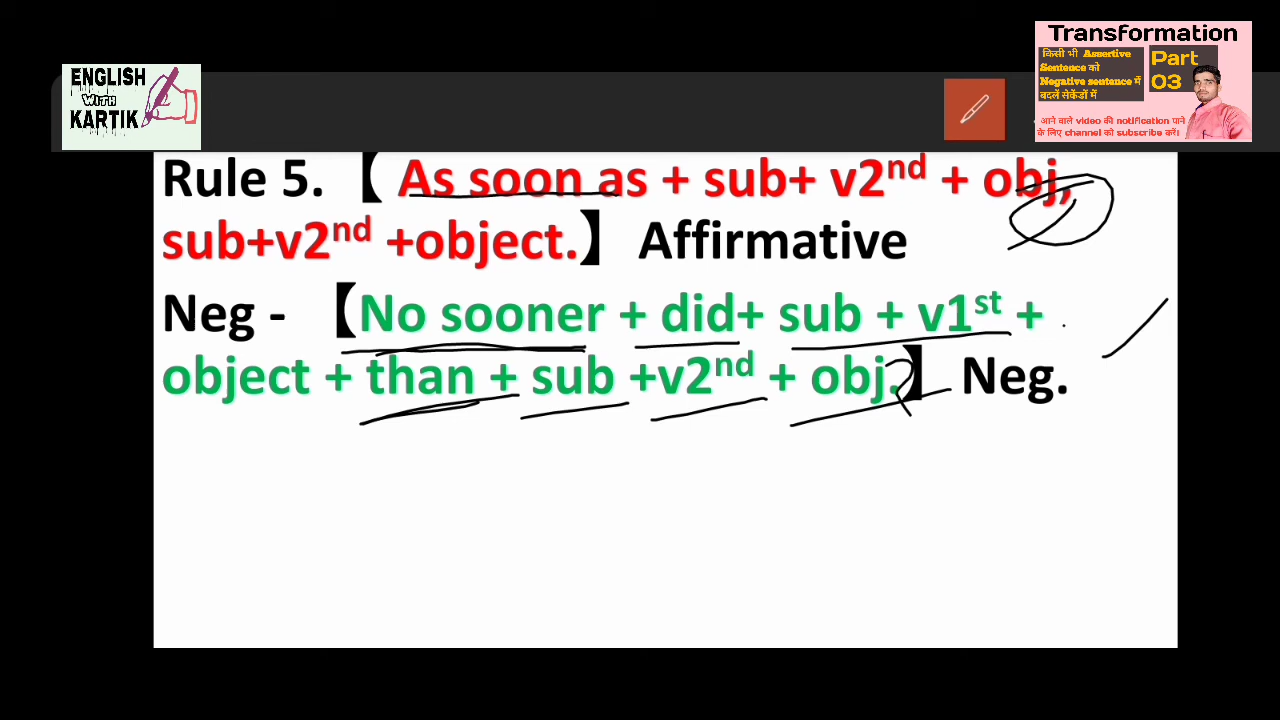 Transformation
किसी भी Assertive
Sentence को
Negative sentence में
बदलें सेकेंडों में
Part
03
आने वाले video की notification पाने
के लिए channel को subscribe करें।
ENGLISH
WITH
KARTIK
Rule 5.【 As soon as + sub+ v2nd + obj,
sub+v2nd +object.】 Affirmative
Neg - 【No sooner + did+ sub + v1st +
object + than + sub +v2nd + obj.】 Neg.